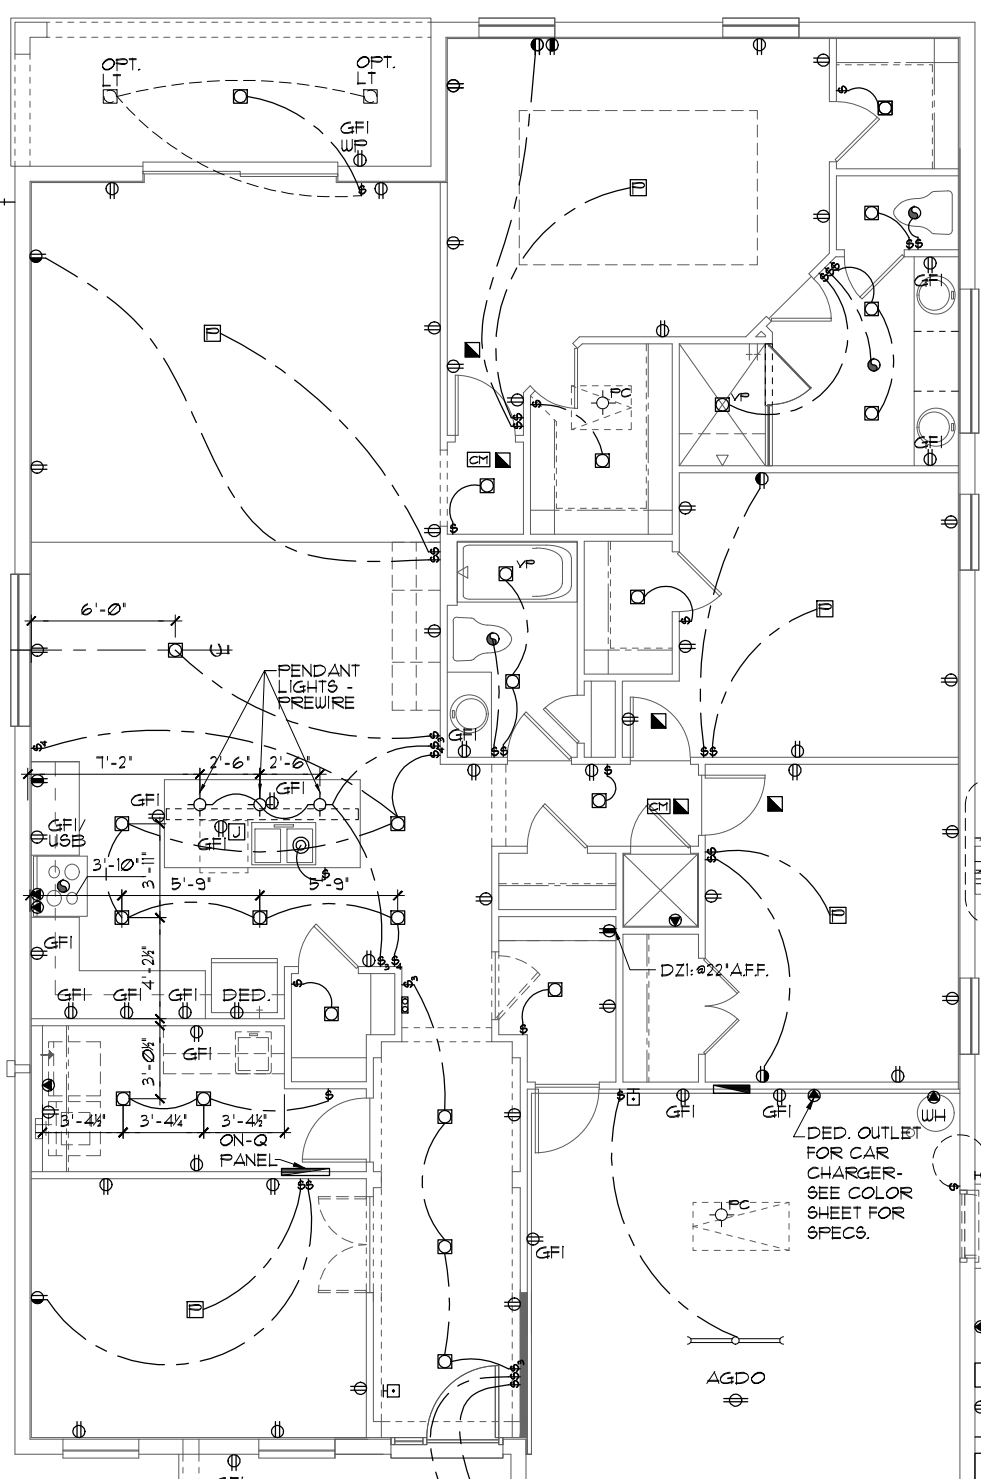 OPT.
LT
OPT.
LT
GFI
WP
GFI
VP
PC
GFI
CM
VP
6'-0"
PENDANT
LIGHTS -
PREWIRE
GFI
7'-2"
2'-6"
2'-6"
GFI
GFI
CM
GFI/
USB
GFI
J
3'-10"
3'-11"
5'-9"
5'-9"
GFI
4'-2½"
DZ1: @22" A.F.F.
GFI
GFI
GFI
DED.
GFI
3'-0½"
3'-4½"
3'-4¼"
3'-4½"
ON-Q
PANEL
GFI
GFI
WH
DED. OUTLET
FOR CAR
CHARGER-
SEE COLOR
SHEET FOR
SPECS.
PC
GFI
AGDO
GFI